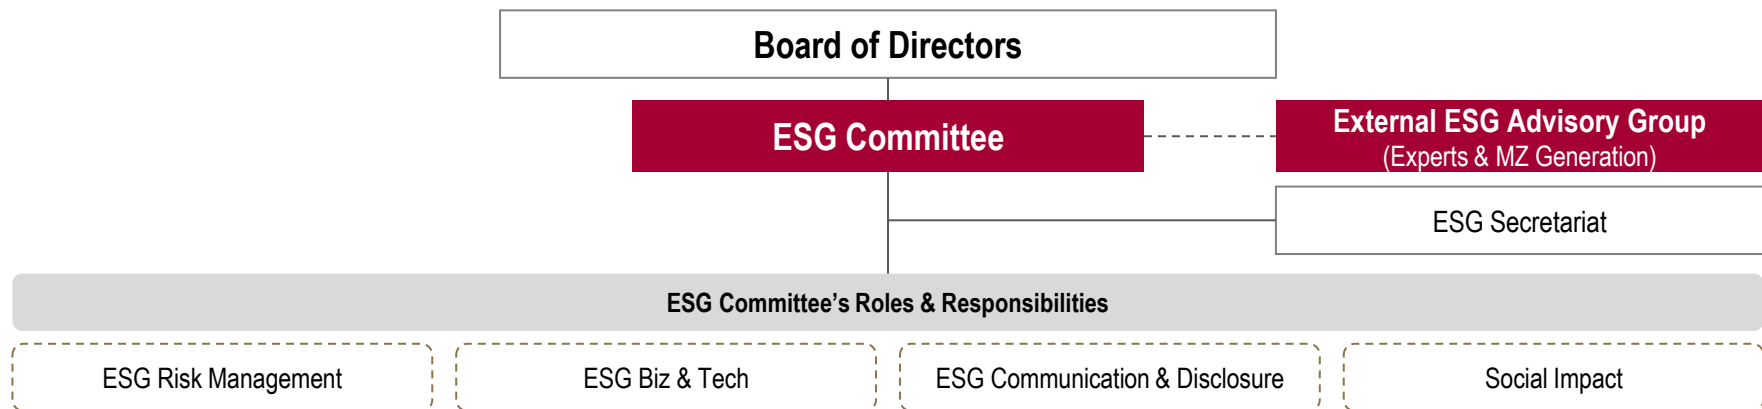 Board of Directors
ESG Committee
External ESG Advisory Group
(Experts & MZ Generation)
ESG Secretariat
ESG Committee's Roles & Responsibilities
ESG Risk Management
ESG Biz & Tech
ESG Communication & Disclosure
Social Impact